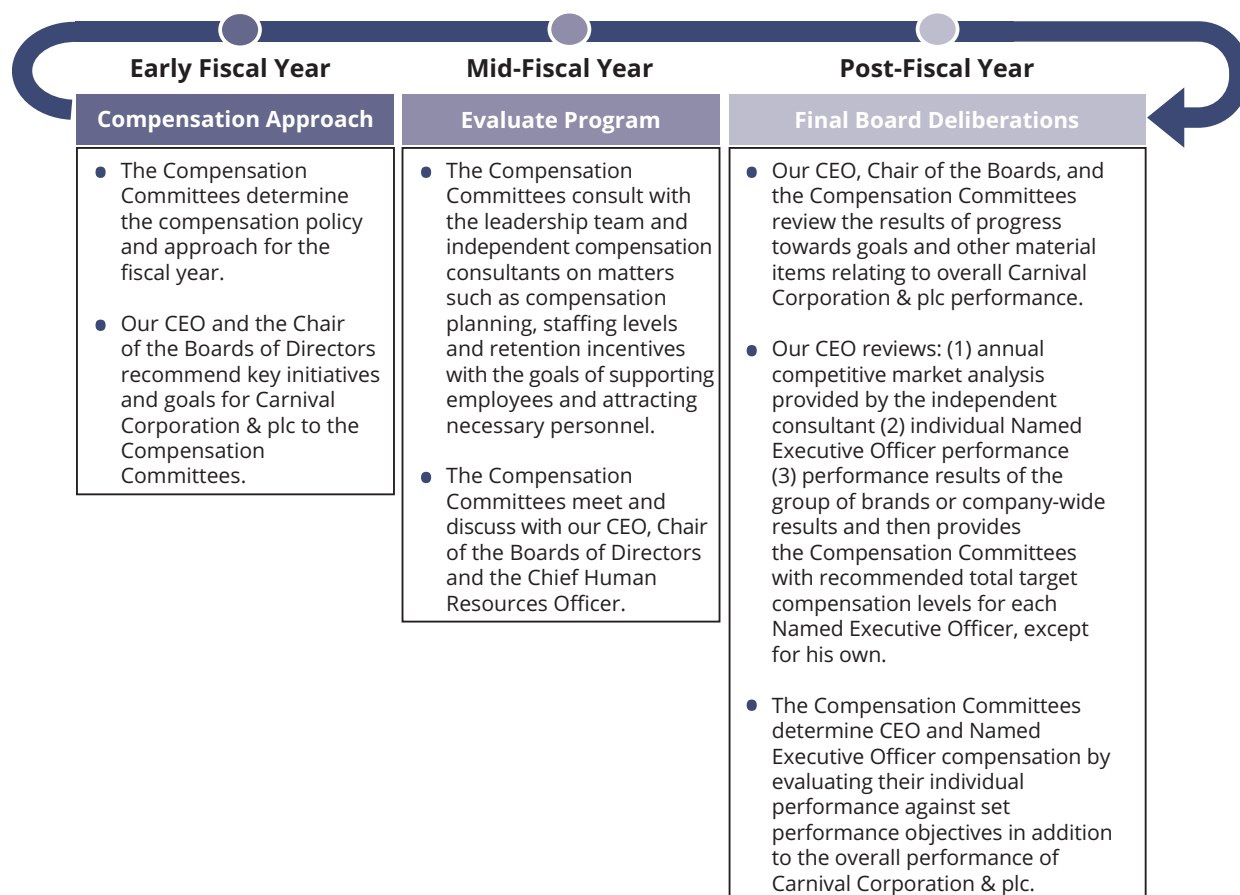 Early Fiscal Year
Compensation Approach
• The Compensation
Committees determine
the compensation policy
and approach for the
fiscal year.
• Our CEO and the Chair
of the Boards of Directors
recommend key initiatives
and goals for Carnival
Corporation & plc to the
Compensation
Committees.
Mid-Fiscal Year
Evaluate Program
• The Compensation
Committees consult with
the leadership team and
independent compensation
consultants on matters
such as compensation
planning, staffing levels
and retention incentives
with the goals of supporting
employees and attracting
necessary personnel.
• The Compensation
Committees meet and
discuss with our CEO, Chair
of the Boards of Directors
and the Chief Human
Resources Officer.
Post-Fiscal Year
Final Board Deliberations
• Our CEO, Chair of the Boards, and
the Compensation Committees
review the results of progress
towards goals and other material
items relating to overall Carnival
Corporation & plc performance.
• Our CEO reviews: (1) annual
competitive market analysis
provided by the independent
consultant (2) individual Named
Executive Officer performance
(3) performance results of the
group of brands or company-wide
results and then provides
the Compensation Committees
with recommended total target
compensation levels for each
Named Executive Officer, except
for his own.
• The Compensation Committees
determine CEO and Named
Executive Officer compensation by
evaluating their individual
performance against set
performance objectives in addition
to the overall performance of
Carnival Corporation & plc.